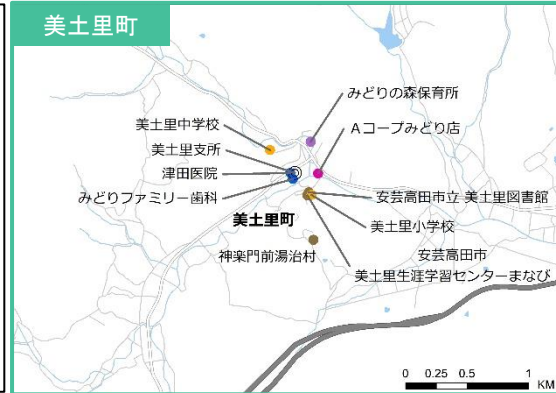 美土里町
みどりの森保育所
美土里中学校
Aコープみどり店
美土里支所
津田医院
みどりファミリー歯科
安芸高田市立 美土里図書館
美土里町
美土里小学校
神楽門前湯治村
安芸高田市
美土里生涯学習センターまなび
0 0.25 0.5 1
KM